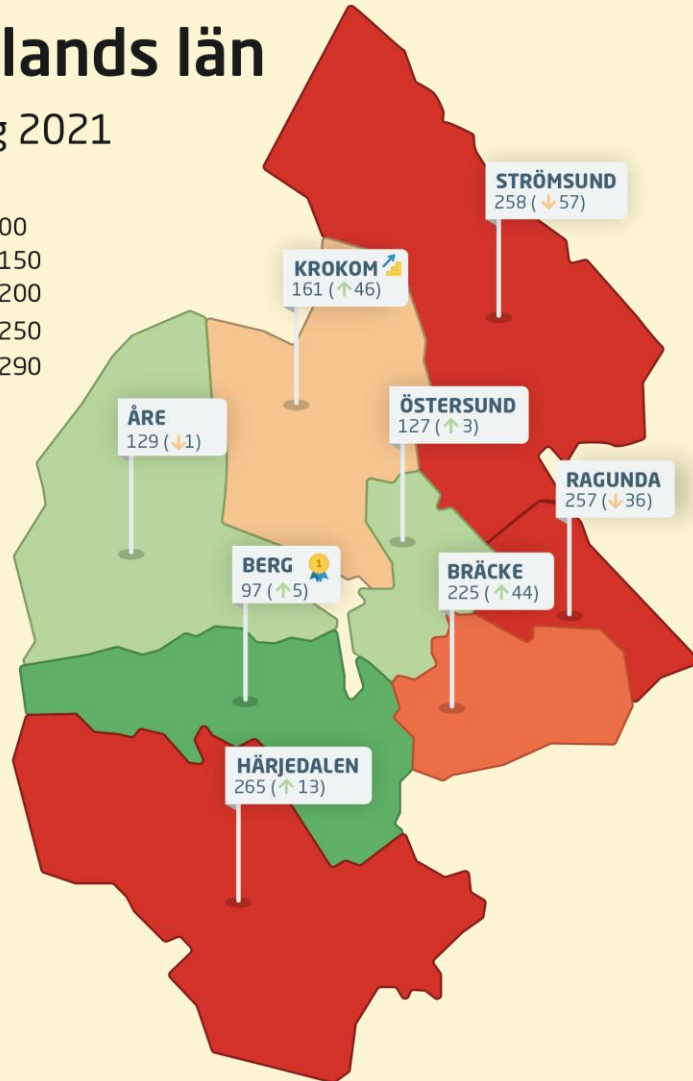 lands län
g 2021
00
150
200
250
290
STRÖMSUND
258 (↓57)
KROKOM
161 (↑46)
ÅRE
129 (↓1)
ÖSTERSUND
127 (↑3)
RAGUNDA
257 (↓36)
BERG
1
97 (↑5)
BRÄCKE
225 (↑44)
HÄRJEDALEN
265 (↑13)